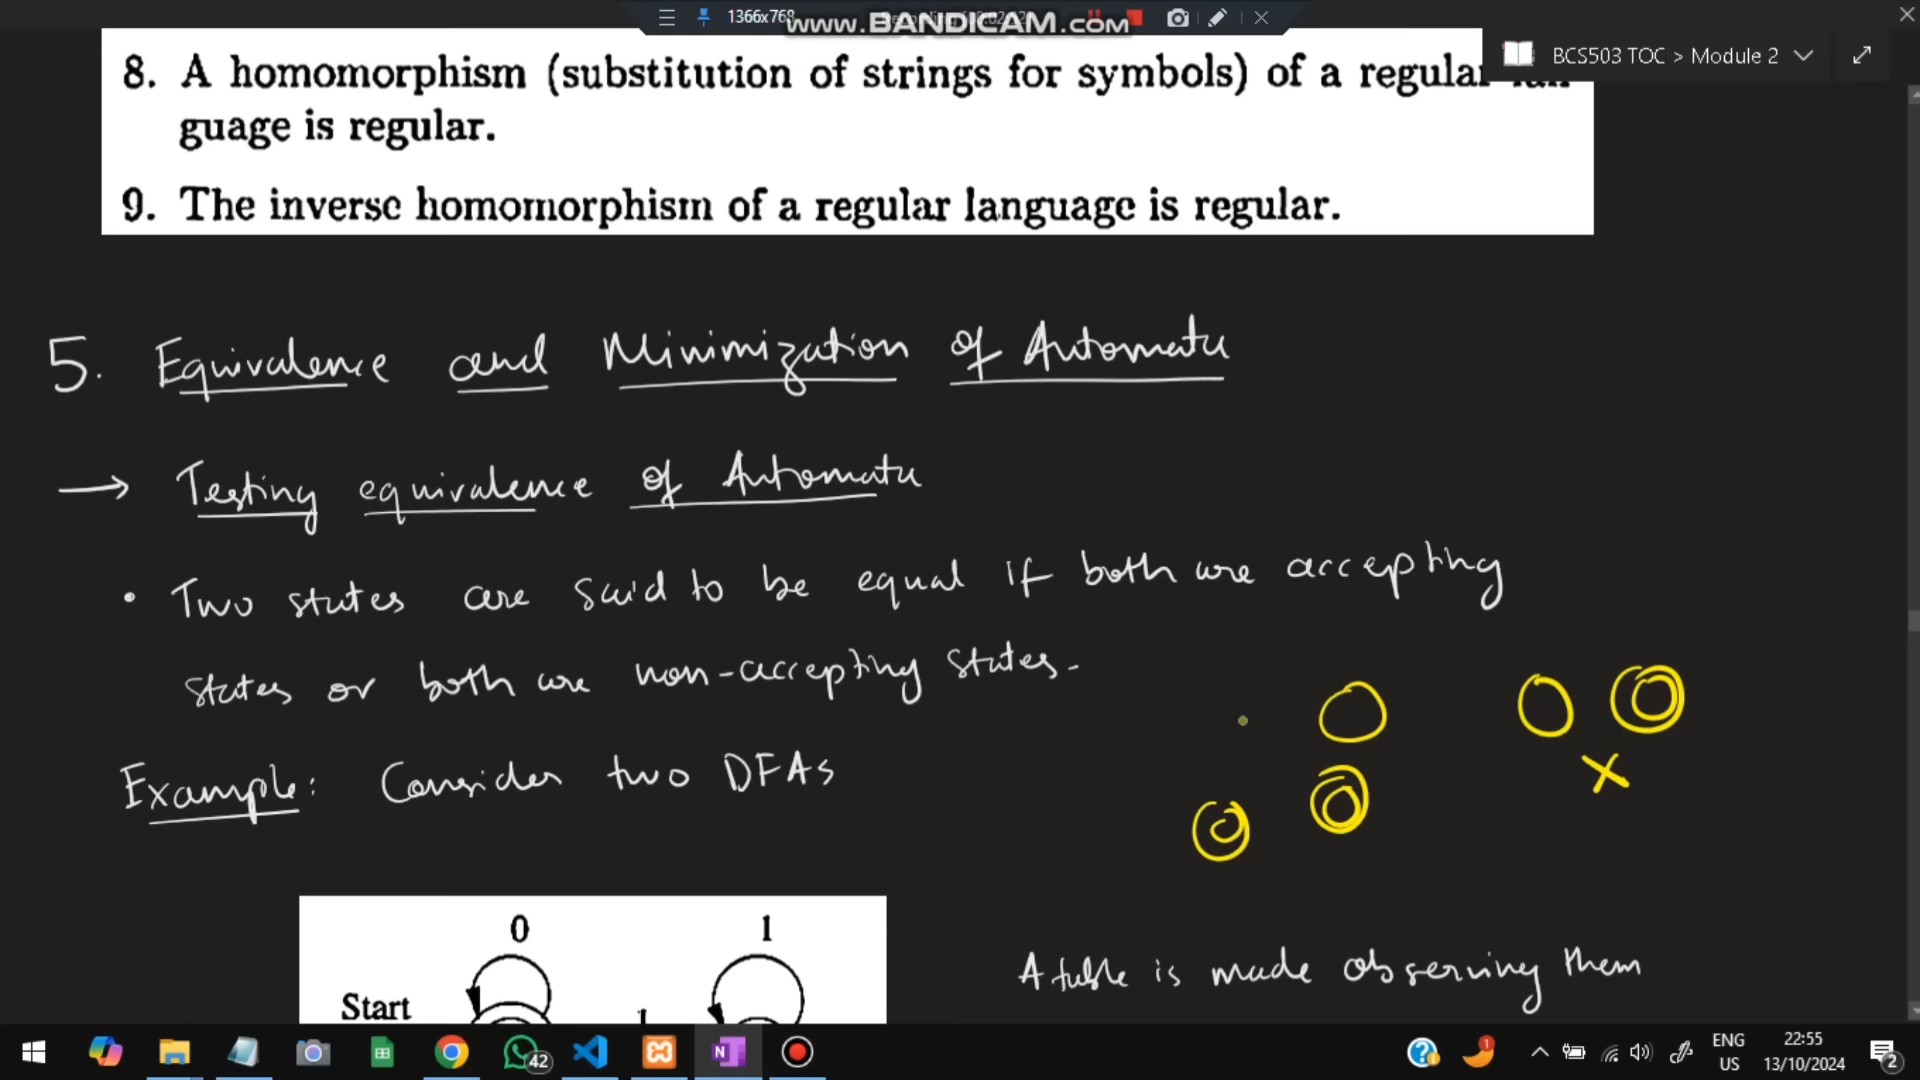 1366x768
www.BANDICAM.com
BCS503 TOC > Module 2
8. A homomorphism (substitution of strings for symbols) of a regular lan-
guage is regular.
9. The inverse homomorphism of a regular language is regular.
5. Equivalence and Minimization of Automata
→ Testing equivalence of Automata
• Two states are said to be equal if both are accepting
states or both are non-accepting states.
Example: Consider two DFAs
0 1
A table is made observing them
Start
1
42
1
ENG
US
22:55
13/10/2024
2